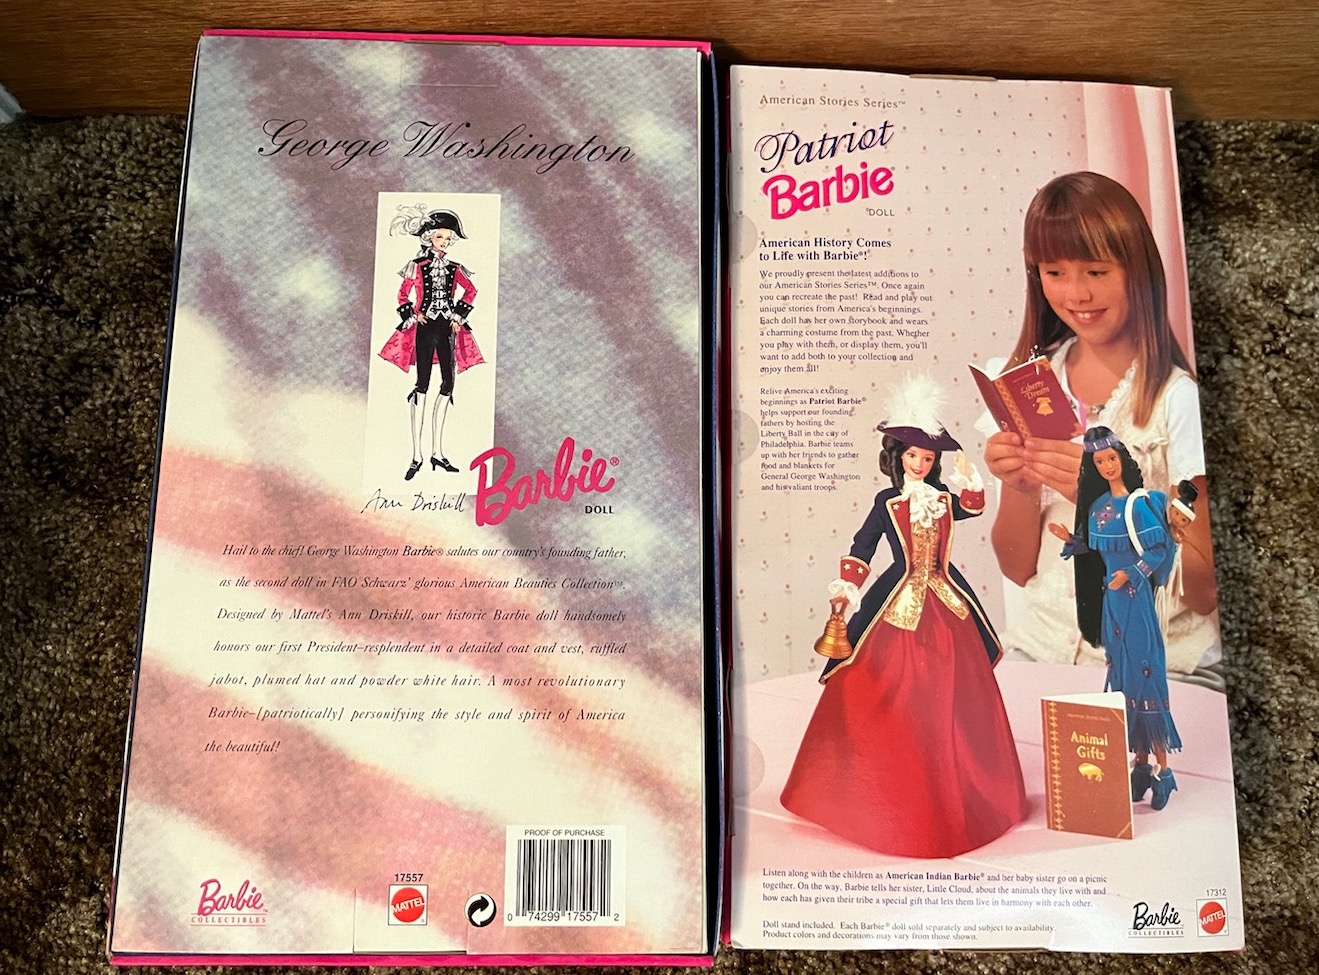 George Washington
Ann Driskill
Barbie®
DOLL
Hail to the chief! George Washington Barbie® salutes our country's founding father,
as the second doll in FAO Schwarz' glorious American Beauties Collection™.
Designed by Mattel's Ann Driskill, our historic Barbie doll handsomely
honors our first President–resplendent in a detailed coat and vest, ruffled
jabot, plumed hat and powder white hair. A most revolutionary
Barbie–[patriotically] personifying the style and spirit of America
the beautiful!
Barbie
COLLECTIBLES
17557
MATTEL
PROOF OF PURCHASE
0 74299 17557 2
American Stories Series™
Patriot
Barbie®
DOLL
American History Comes
to Life with Barbie®!
We proudly present the latest additions to
our American Stories Series™. Once again
you can recreate the past! Read and play out
unique stories from America's beginnings.
Each doll has her own storybook and wears
a charming costume from the past. Whether
you play with them, or display them, you'll
want to add both to your collection and
enjoy them all!
Relive America's exciting
beginnings as Patriot Barbie®
helps support our founding
fathers by hosting the
Liberty Ball in the city of
Philadelphia. Barbie teams
up with her friends to gather
food and blankets for
General George Washington
and his valiant troops.
Liberty
Dream
American Stories Series
Animal
Gifts
Listen along with the children as American Indian Barbie® and her baby sister go on a picnic
together. On the way, Barbie tells her sister, Little Cloud, about the animals they live with and
how each has given their tribe a special gift that lets them live in harmony with each other.
Doll stand included. Each Barbie® doll sold separately and subject to availability.
Product colors and decorations may vary from those shown.
Barbie
COLLECTIBLES
17312
MATTEL